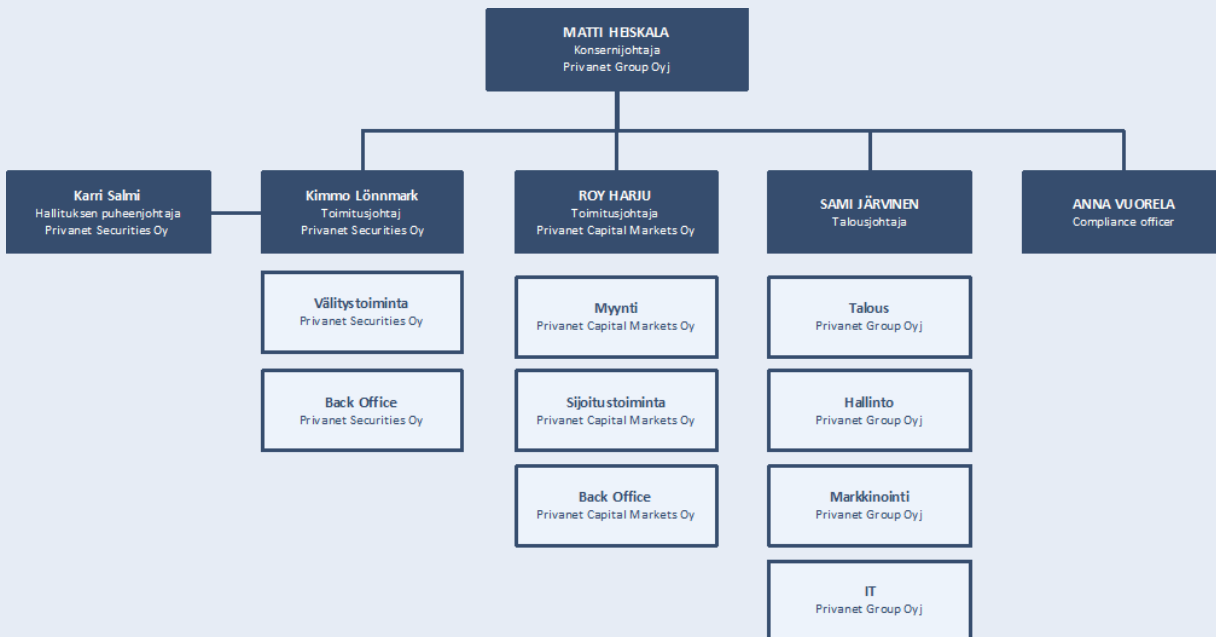 MATTI HEISKALA
Konsernijohtaja
Privanet Group Oyj
Karri Salmi
Hallituksen puheenjohtaja
Privanet Securities Oy
Kimmo Lönnmark
Toimitusjohtaj
Privanet Securities Oy
ROY HARJU
Toimitusjohtaja
Privanet Capital Markets Oy
SAMI JÄRVINEN
Talousjohtaja
ANNA VUORELA
Compliance officer
Välitystoiminta
Privanet Securities Oy
Back Office
Privanet Securities Oy
Myynti
Privanet Capital Markets Oy
Sijoitustoiminta
Privanet Capital Markets Oy
Back Office
Privanet Capital Markets Oy
Talous
Privanet Group Oyj
Hallinto
Privanet Group Oyj
Markkinointi
Privanet Group Oyj
IT
Privanet Group Oyj